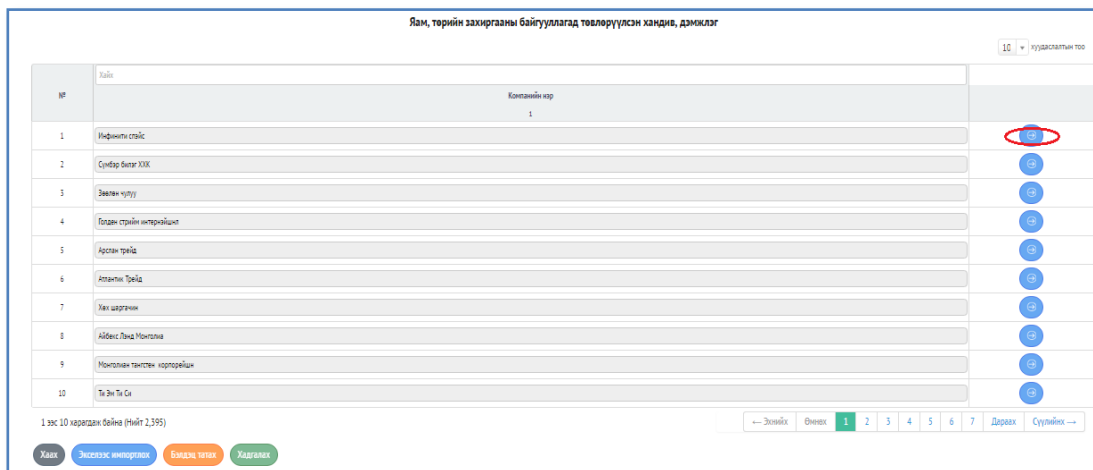 Яам, төрийн захиргааны байгууллагад төвлөрүүлсэн хандив, дэмжлэг
10 хуудаслалтын тоо
Хайх
№ Компанийн нэр
1
1 Инфинити спэйс
2 Сүмбэр билэг ХХК
3 Зөөлөн чулуу
4 Голден стрийм интернэйшнл
5 Арслан трейд
6 Атлантик Трейд
7 Хөх шаргачин
8 Айбекс Лэнд Монголиа
9 Монголиан тангстен корпорейшн
10 Ти Эм Ти Си
1 ээс 10 харагдаж байна (Нийт 2,395)
← Эхнийх Өмнөх 1 2 3 4 5 6 7 Дараах Сүүлийнх →
Хаах Экселээс импортлох Бэлдэц татах Хадгалах